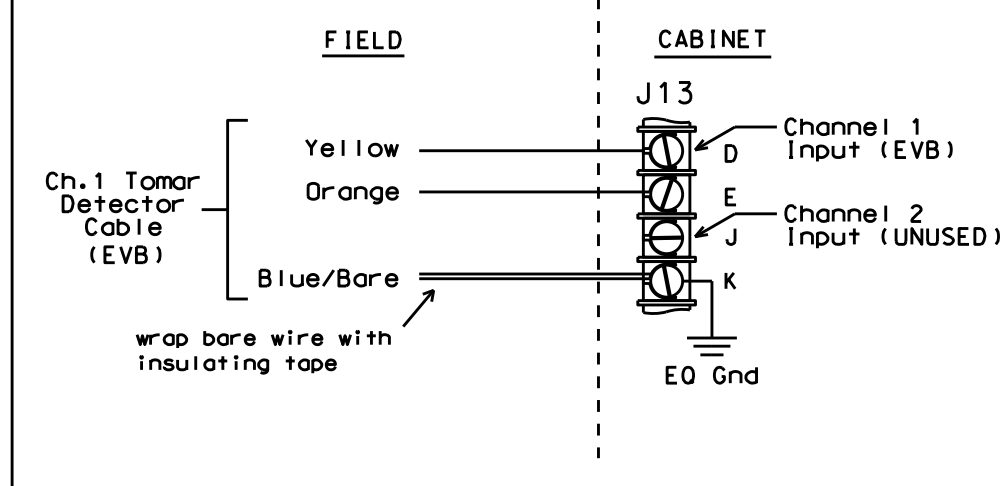 FIELD
CABINET
J13
Yellow
Orange
Blue/Bare
Ch.1 Tomar
Detector
Cable
(EVB)
wrap bare wire with
insulating tape
D
E
J
K
Channel 1
Input (EVB)
Channel 2
Input (UNUSED)
EQ Gnd